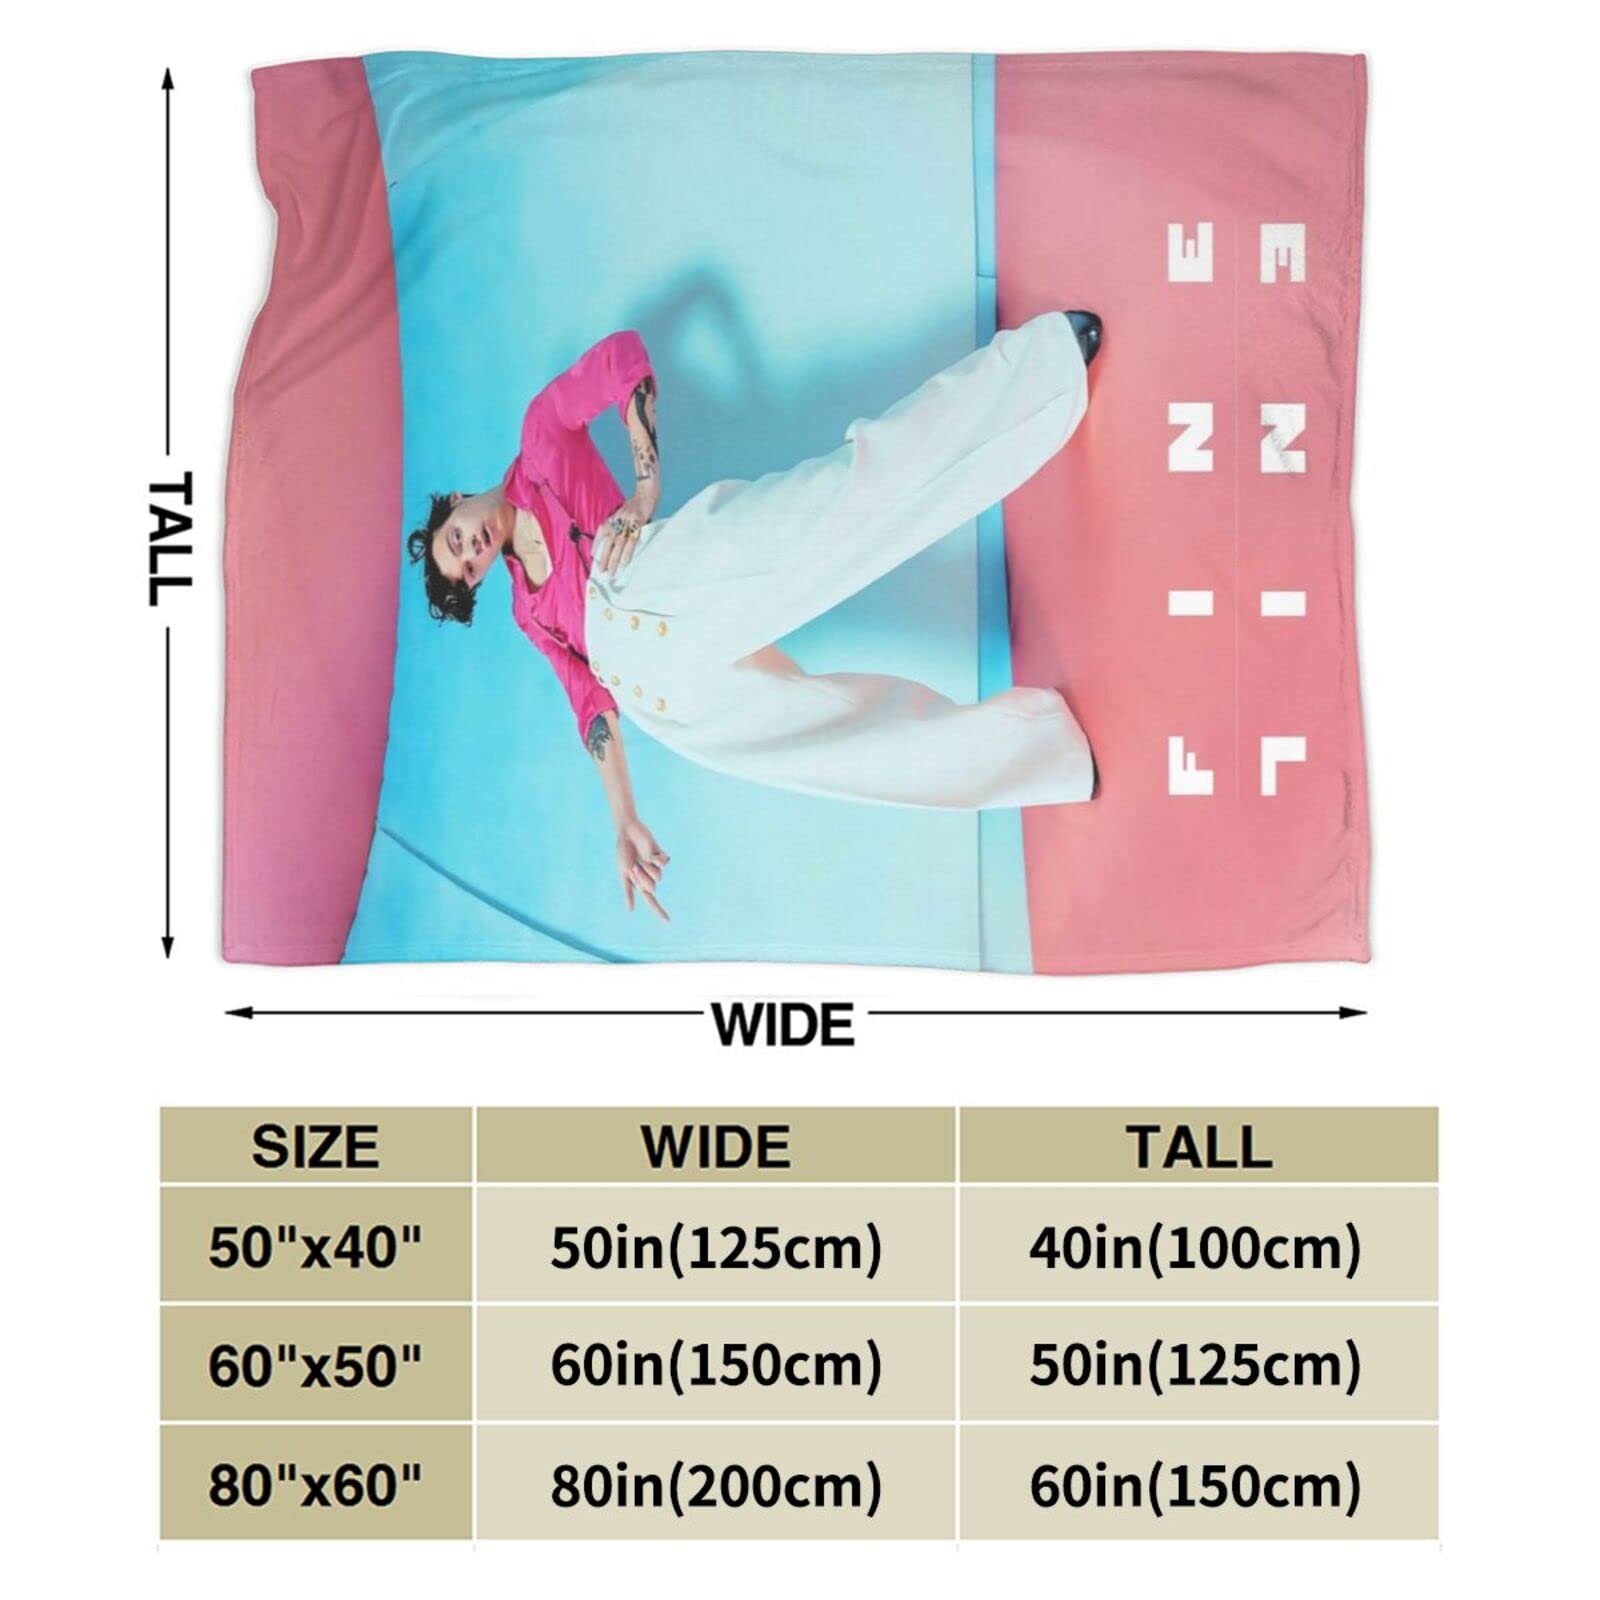 TALL
FINE
LINE
WIDE
SIZE WIDE TALL
50"x40" 50in(125cm) 40in(100cm)
60"x50" 60in(150cm) 50in(125cm)
80"x60" 80in(200cm) 60in(150cm)